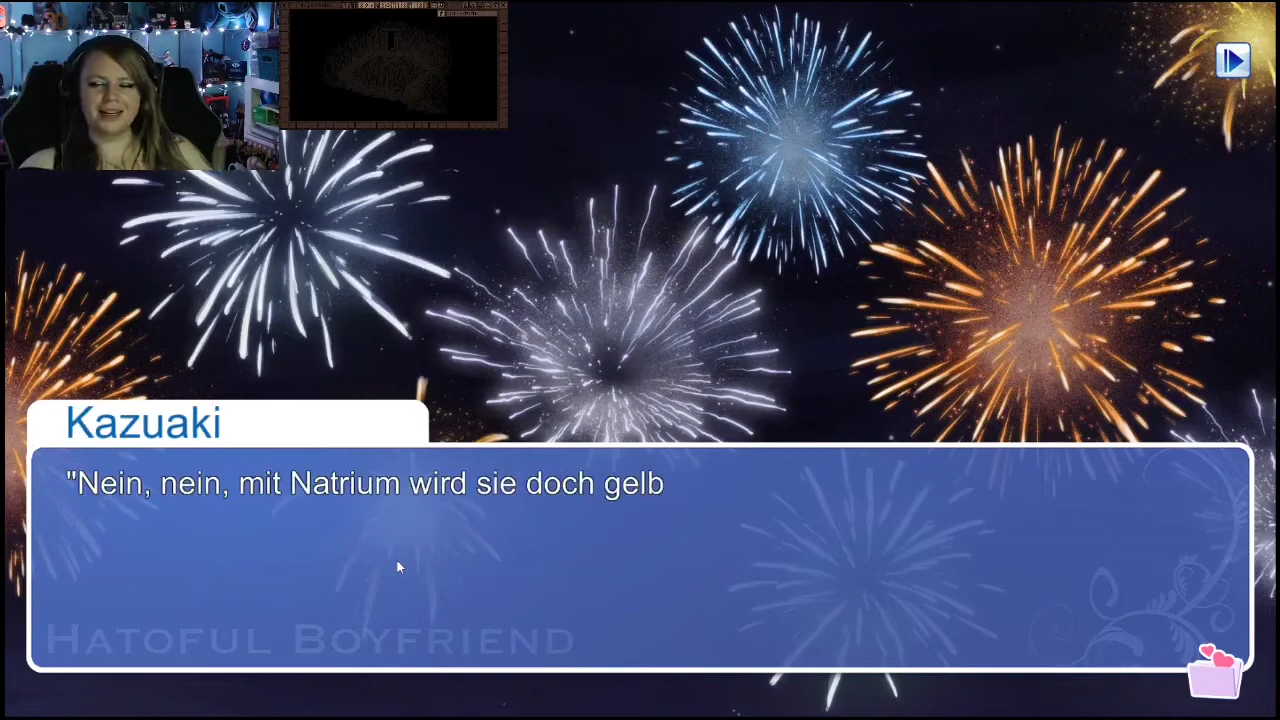 Kazuaki
"Nein, nein, mit Natrium wird sie doch gelb
HATOFUL BOYFRIEND